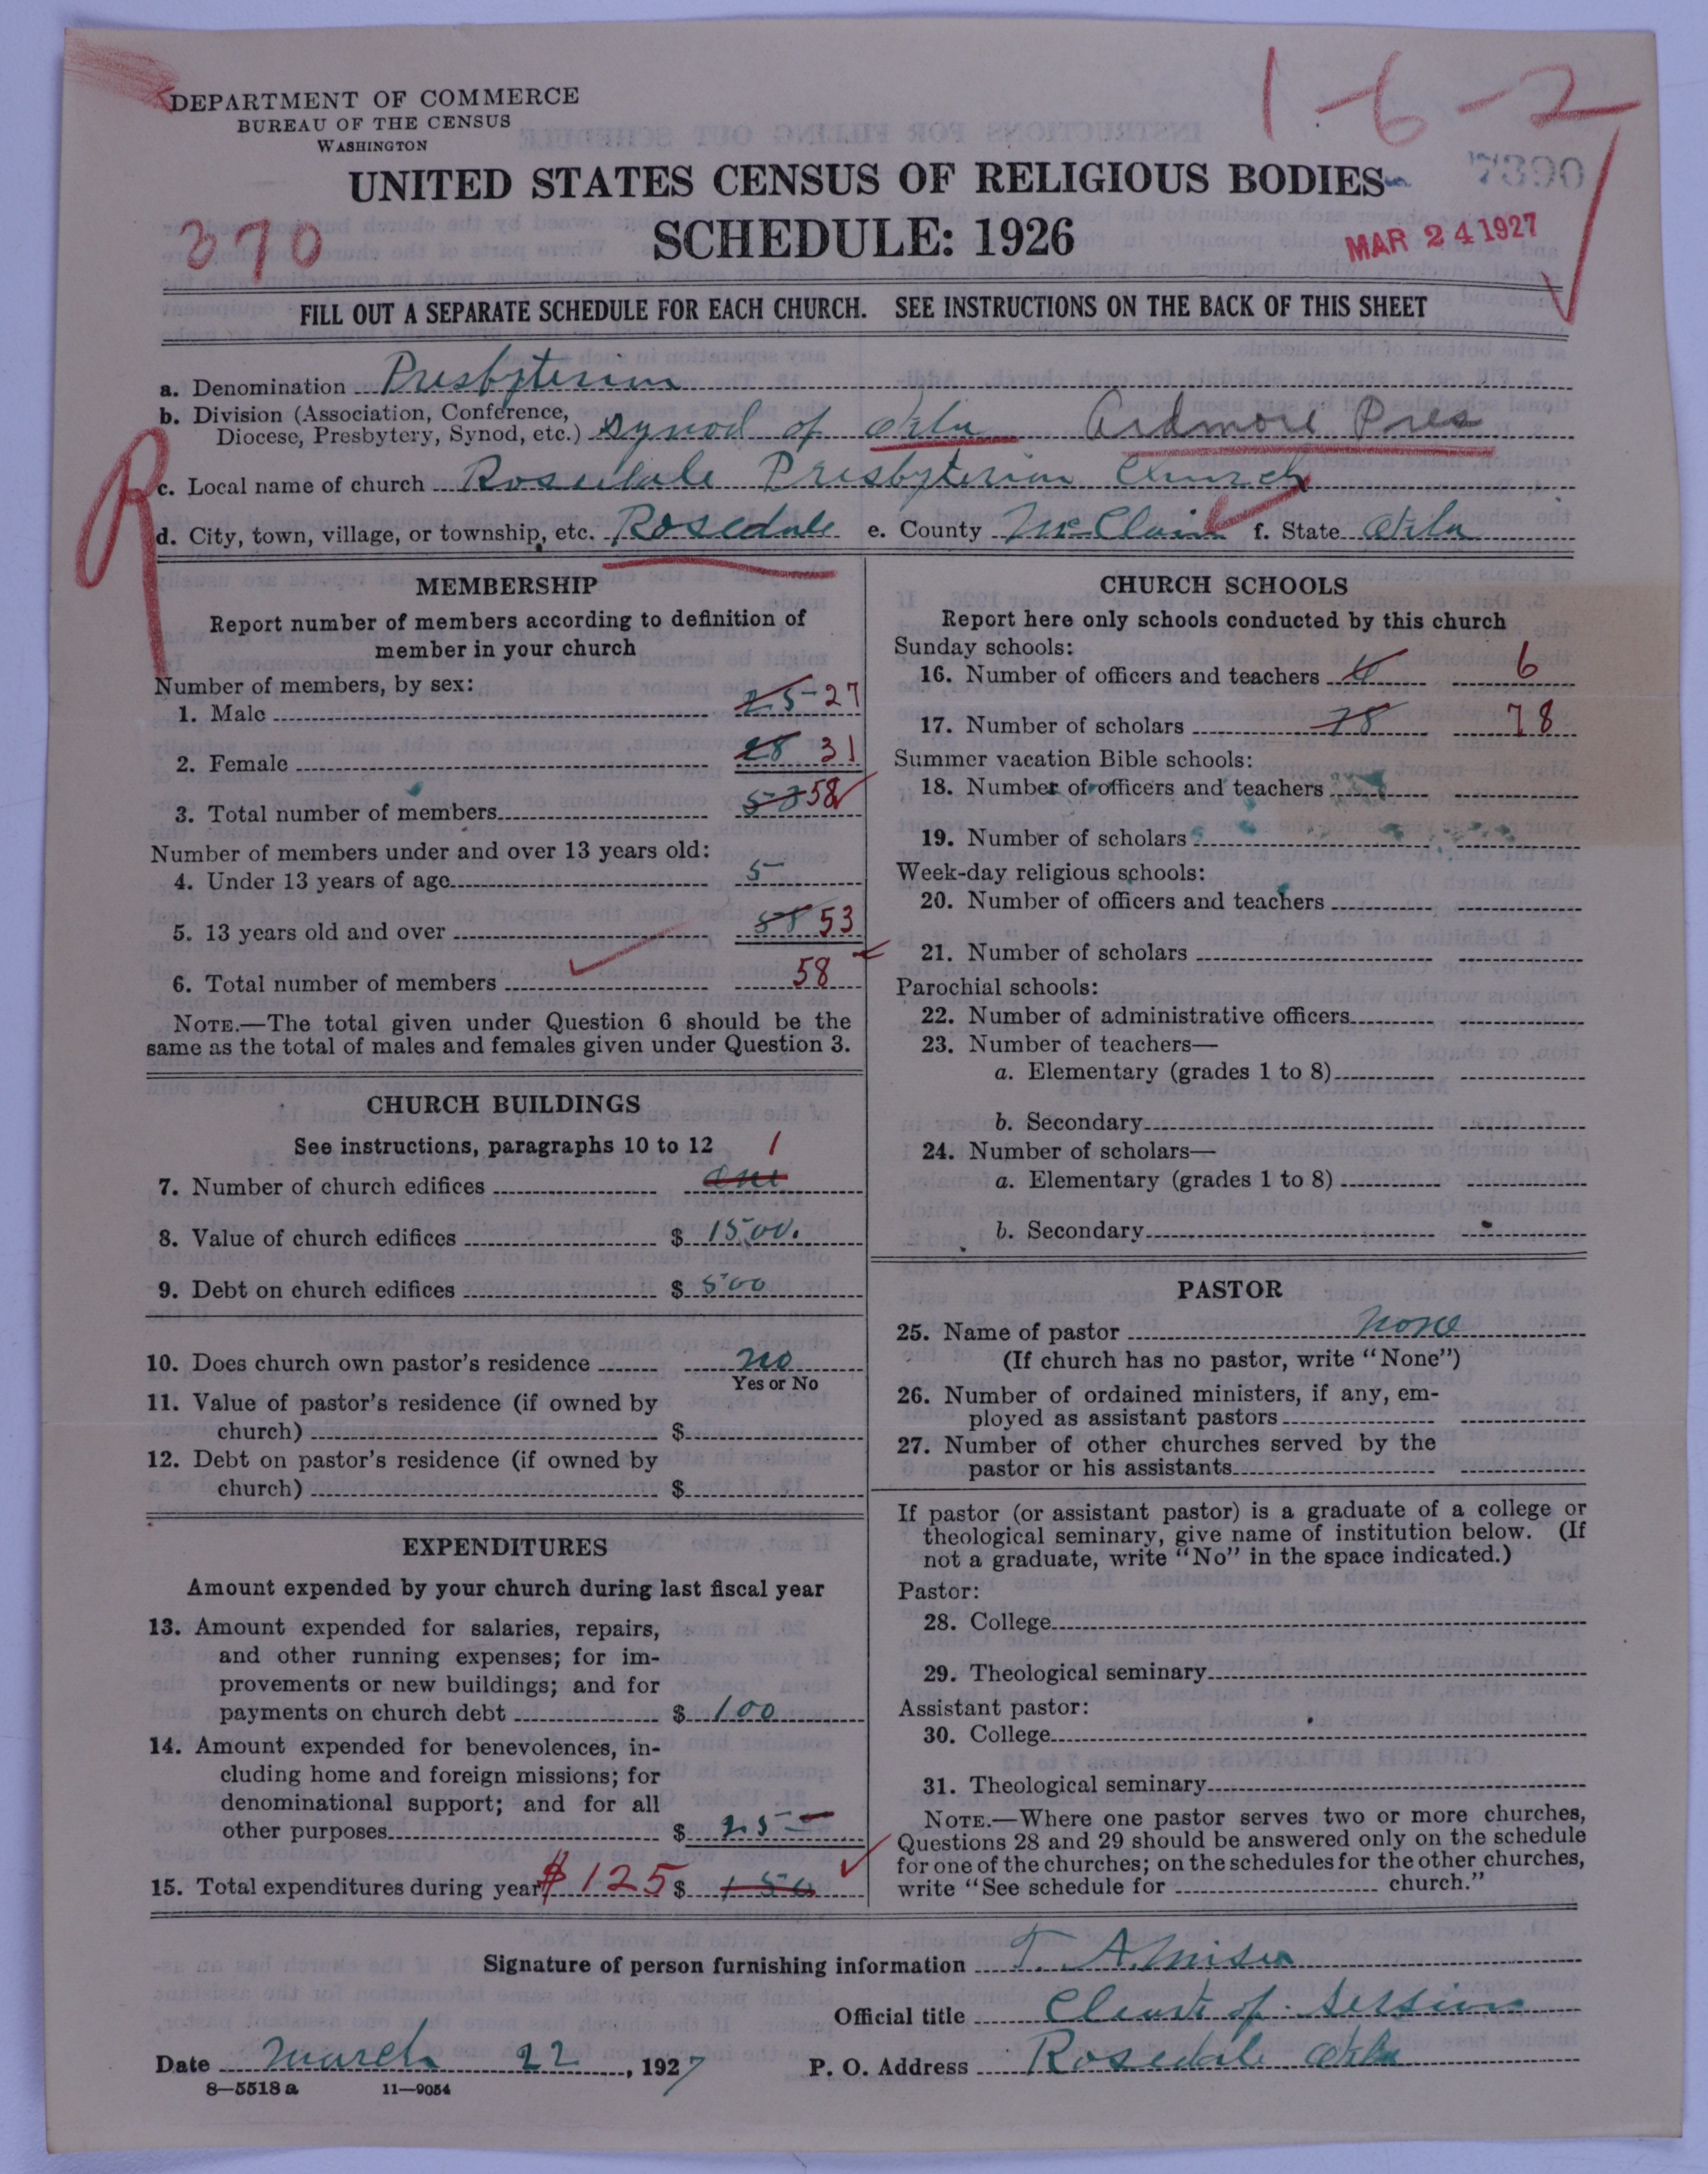 1-6-2
DEPARTMENT OF COMMERCE
BUREAU OF THE CENSUS
WASHINGTON
7390
UNITED STATES CENSUS OF RELIGIOUS BODIES
370
SCHEDULE: 1926
MAR 24 1927
FILL OUT A SEPARATE SCHEDULE FOR EACH CHURCH. SEE INSTRUCTIONS ON THE BACK OF THIS SHEET
a. Denomination Presbyterian
b. Division (Association, Conference,
Diocese, Presbytery, Synod, etc.) Synod of Okla Ardmore Pres
R
c. Local name of church Rosedale Presbyterian Church
d. City, town, village, or township, etc. Rosedale e. County McClain f. State Okla
MEMBERSHIP
Report number of members according to definition of
member in your church
Number of members, by sex:
1. Male 25 27
2. Female 28 31
3. Total number of members 53 58
Number of members under and over 13 years old:
4. Under 13 years of age 5
5. 13 years old and over 58 53
6. Total number of members 58
NOTE.—The total given under Question 6 should be the
same as the total of males and females given under Question 3.
CHURCH BUILDINGS
See instructions, paragraphs 10 to 12
1
7. Number of church edifices one
8. Value of church edifices $ 1500.
9. Debt on church edifices $ 500
10. Does church own pastor's residence no
Yes or No
11. Value of pastor's residence (if owned by
church) $
12. Debt on pastor's residence (if owned by
church) $
EXPENDITURES
Amount expended by your church during last fiscal year
13. Amount expended for salaries, repairs,
and other running expenses; for im-
provements or new buildings; and for
payments on church debt $ 100
14. Amount expended for benevolences, in-
cluding home and foreign missions; for
denominational support; and for all
other purposes $ 25
15. Total expenditures during year $125 $ 150
CHURCH SCHOOLS
Report here only schools conducted by this church
Sunday schools:
16. Number of officers and teachers 6
17. Number of scholars 78 78
Summer vacation Bible schools:
18. Number of officers and teachers
19. Number of scholars
Week-day religious schools:
20. Number of officers and teachers
21. Number of scholars
Parochial schools:
22. Number of administrative officers
23. Number of teachers—
a. Elementary (grades 1 to 8)
b. Secondary
24. Number of scholars—
a. Elementary (grades 1 to 8)
b. Secondary
PASTOR
25. Name of pastor None
(If church has no pastor, write "None")
26. Number of ordained ministers, if any, em-
ployed as assistant pastors
27. Number of other churches served by the
pastor or his assistants
If pastor (or assistant pastor) is a graduate of a college or
theological seminary, give name of institution below. (If
not a graduate, write "No" in the space indicated.)
Pastor:
28. College
29. Theological seminary
Assistant pastor:
30. College
31. Theological seminary
NOTE.—Where one pastor serves two or more churches,
Questions 28 and 29 should be answered only on the schedule
for one of the churches; on the schedules for the other churches,
write "See schedule for church."
Signature of person furnishing information T. A.
Official title of Session
Date March 22, 1927 P. O. Address Rosedale Okla
8—5518 a 11—9054